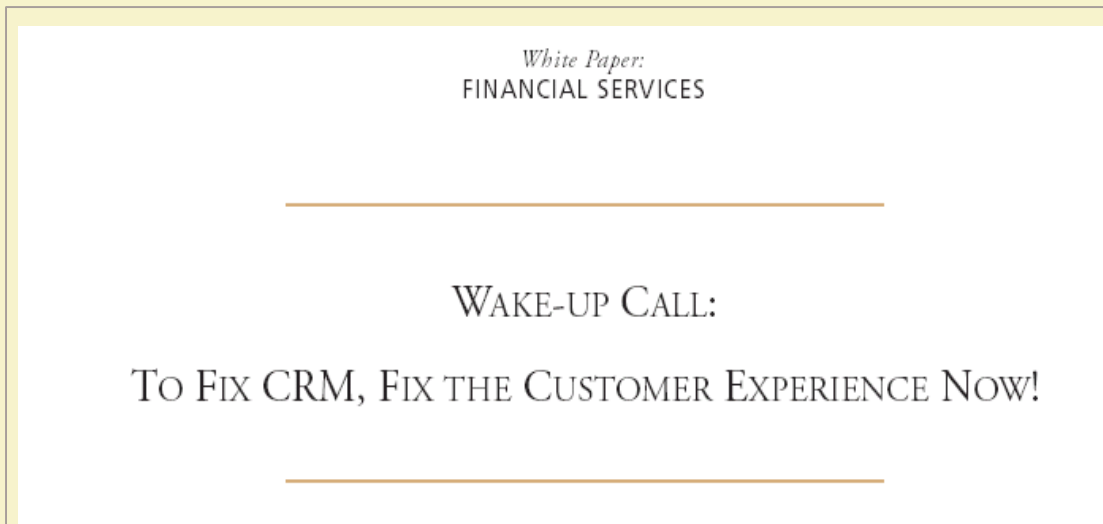 White Paper:
FINANCIAL SERVICES
WAKE-UP CALL:
TO FIX CRM, FIX THE CUSTOMER EXPERIENCE NOW!